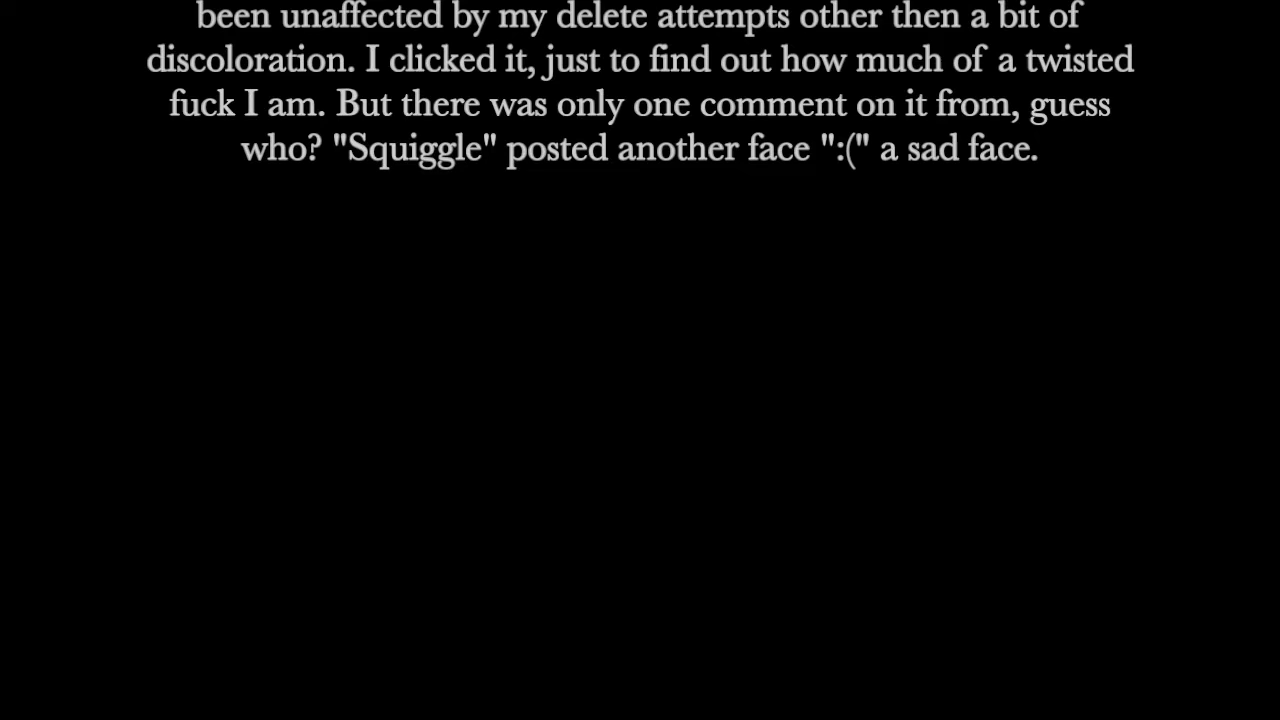 been unaffected by my delete attempts other then a bit of
discoloration. I clicked it, just to find out how much of a twisted
fuck I am. But there was only one comment on it from, guess
who? "Squiggle" posted another face ":(" a sad face.